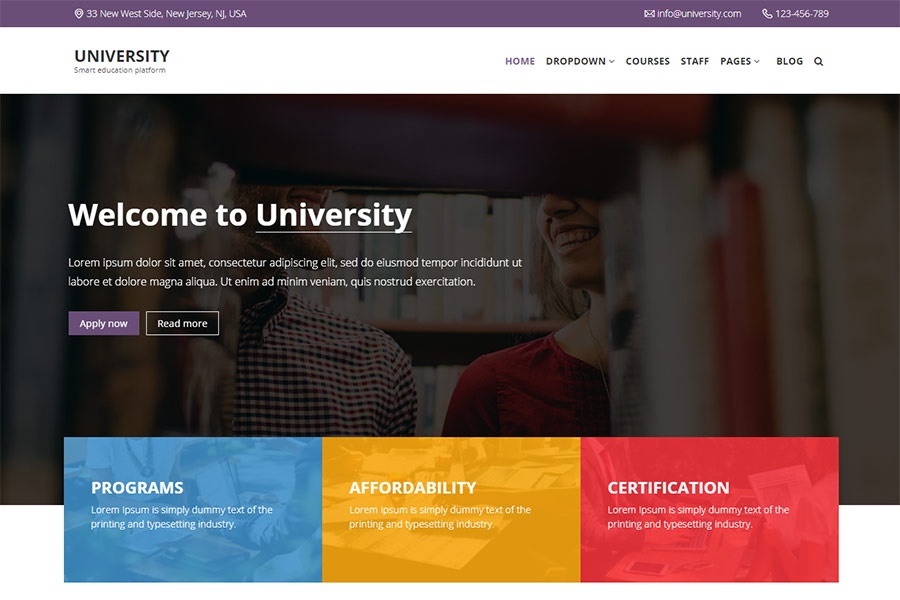 33 New West Side, New Jersey, NJ, USA
info@university.com
123-456-789
UNIVERSITY
Smart education platform
HOME DROPDOWN COURSES STAFF PAGES BLOG
Welcome to University
Lorem ipsum dolor sit amet, consectetur adipiscing elit, sed do eiusmod tempor incididunt ut
labore et dolore magna aliqua. Ut enim ad minim veniam, quis nostrud exercitation.
Apply now
Read more
PROGRAMS
Lorem Ipsum is simply dummy text of the
printing and typesetting industry.
AFFORDABILITY
Lorem Ipsum is simply dummy text of the
printing and typesetting industry.
CERTIFICATION
Lorem Ipsum is simply dummy text of the
printing and typesetting industry.